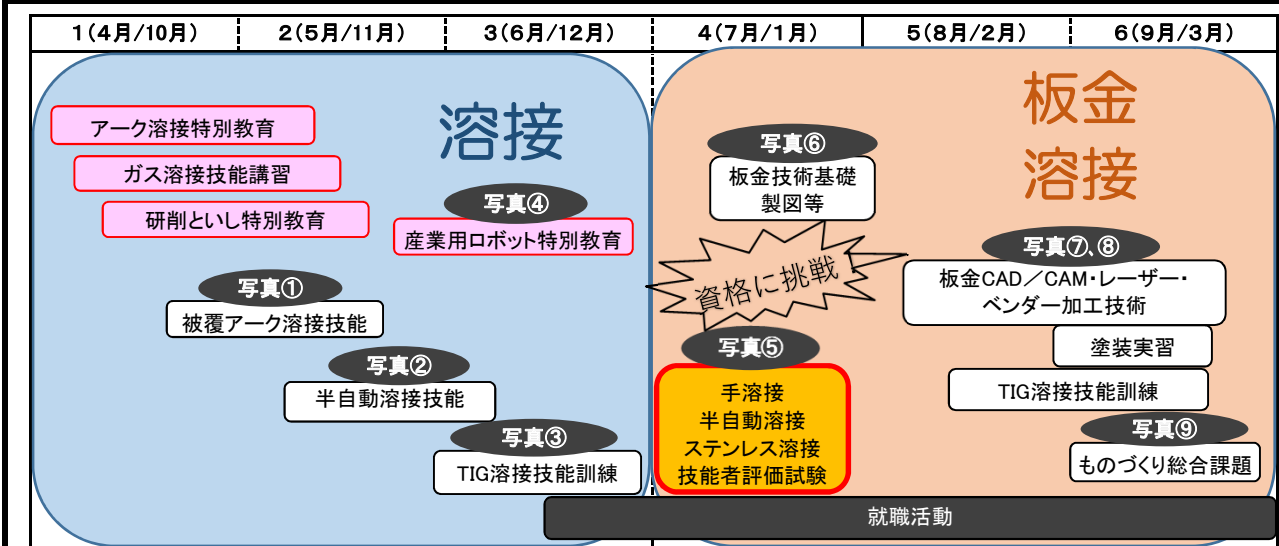 1(4月/10月)
2(5月/11月)
3(6月/12月)
4(7月/1月)
5(8月/2月)
6(9月/3月)
溶接
アーク溶接特別教育
ガス溶接技能講習
研削といし特別教育
写真④
産業用ロボット特別教育
写真①
被覆アーク溶接技能
写真②
半自動溶接技能
写真③
TIG溶接技能訓練
板金
溶接
写真⑥
板金技術基礎
製図等
資格に挑戦
写真⑤
手溶接
半自動溶接
ステンレス溶接
技能者評価試験
写真⑦、⑧
板金CAD/CAM・レーザー・
ベンダー加工技術
塗装実習
TIG溶接技能訓練
写真⑨
ものづくり総合課題
就職活動